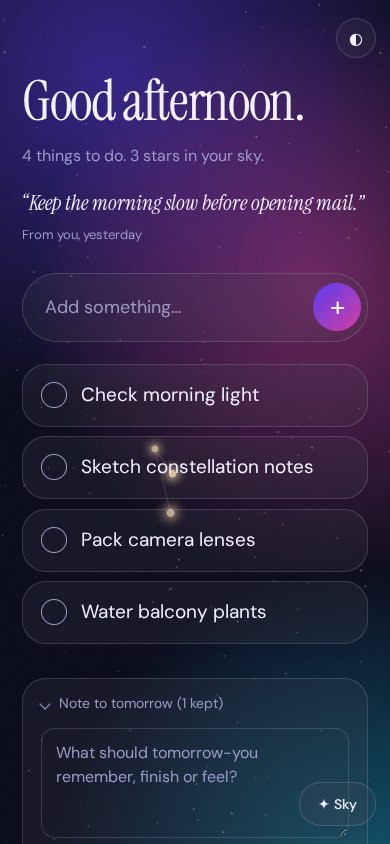 Good afternoon.
4 things to do. 3 stars in your sky.
“Keep the morning slow before opening mail.”
From you, yesterday
Add something...
+
Check morning light
Sketch constellation notes
Pack camera lenses
Water balcony plants
Note to tomorrow (1 kept)
What should tomorrow-you
remember, finish or feel?
✦ Sky